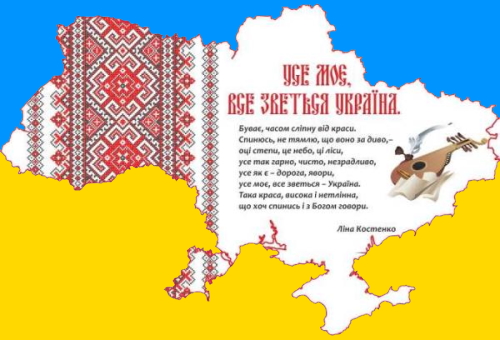 УСЕ МОЄ,
ВСЕ ЗВЕТЬСЯ УКРАЇНА.
Буває, часом сліпну від краси.
Спинюсь, не тямлю, що воно за диво,–
оці степи, це небо, ці ліси,
усе так гарно, чисто, незрадливо,
усе як є – дорога, явори,
усе моє, все зветься – Україна.
Така краса, висока і нетлінна,
що хоч спинись і з Богом говори.
Ліна Костенко